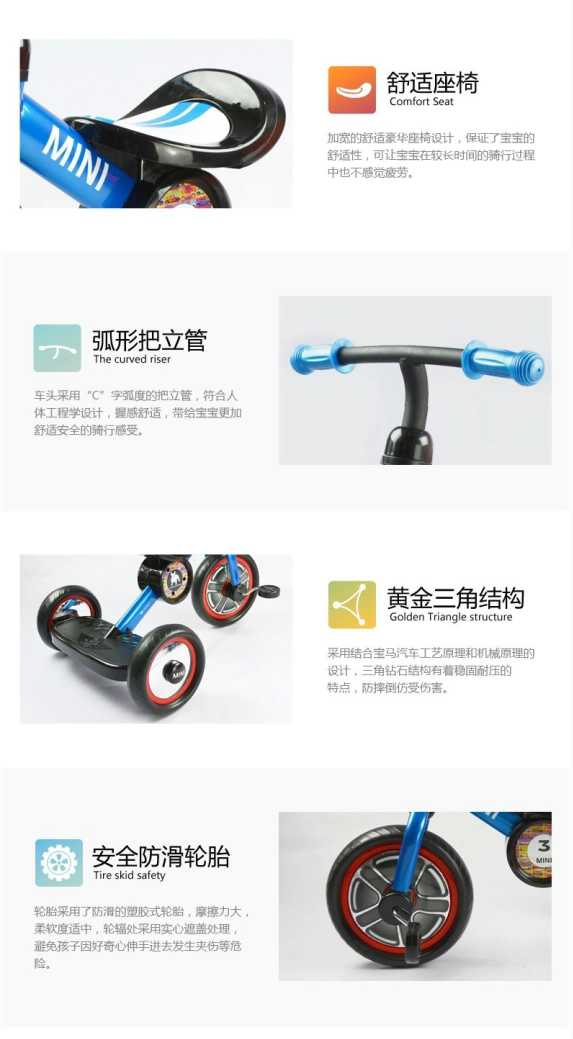 MINI
舒适座椅
Comfort Seat
加宽的舒适豪华座椅设计，保证了宝宝的
舒适性，可让宝宝在较长时间的骑行过程
中也不感觉疲劳。
弧形把立管
The curved riser
车头采用“C”字弧度的把立管，符合人
体工程学设计，握感舒适，带给宝宝更加
舒适安全的骑行感受。
MINI
黄金三角结构
Golden Triangle structure
采用结合宝马汽车工艺原理和机械原理的
设计，三角钻石结构有着稳固耐压的
特点，防摔倒仿受伤害。
安全防滑轮胎
Tire skid safety
轮胎采用了防滑的塑胶式轮胎，摩擦力大，
柔软度适中，轮辐处采用实心遮盖处理，
避免孩子因好奇心伸手进去发生夹伤等危
险。
3
MINI